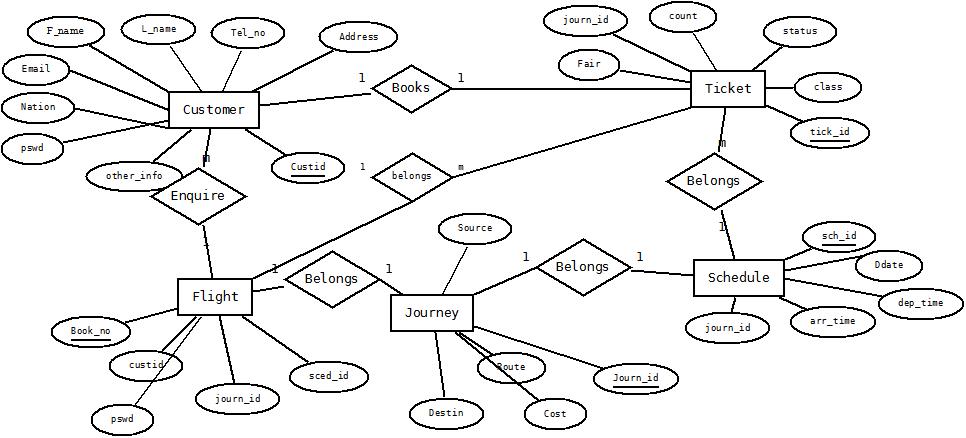 journ_id
count
F_name
L_name
Tel_no
Address
status
Email
Fair
1
1
Books
Ticket
class
Nation
Customer
tick_id
pswd
m
m
other_info
Custid
1
belongs
m
Belongs
Enquire
Source
1
sch_id
1
Belongs
1
1
Belongs
1
Schedule
Ddate
Flight
Journey
dep_time
Book_no
journ_id
arr_time
custid
sced_id
Route
Journ_id
journ_id
pswd
Destin
Cost